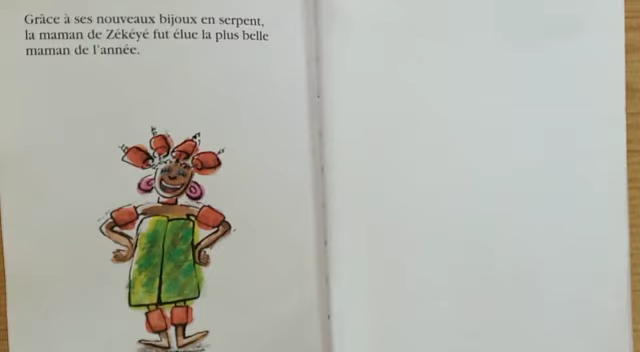 Grâce à ses nouveaux bijoux en serpent,
la maman de Zékéyé fut élue la plus belle
maman de l'année.